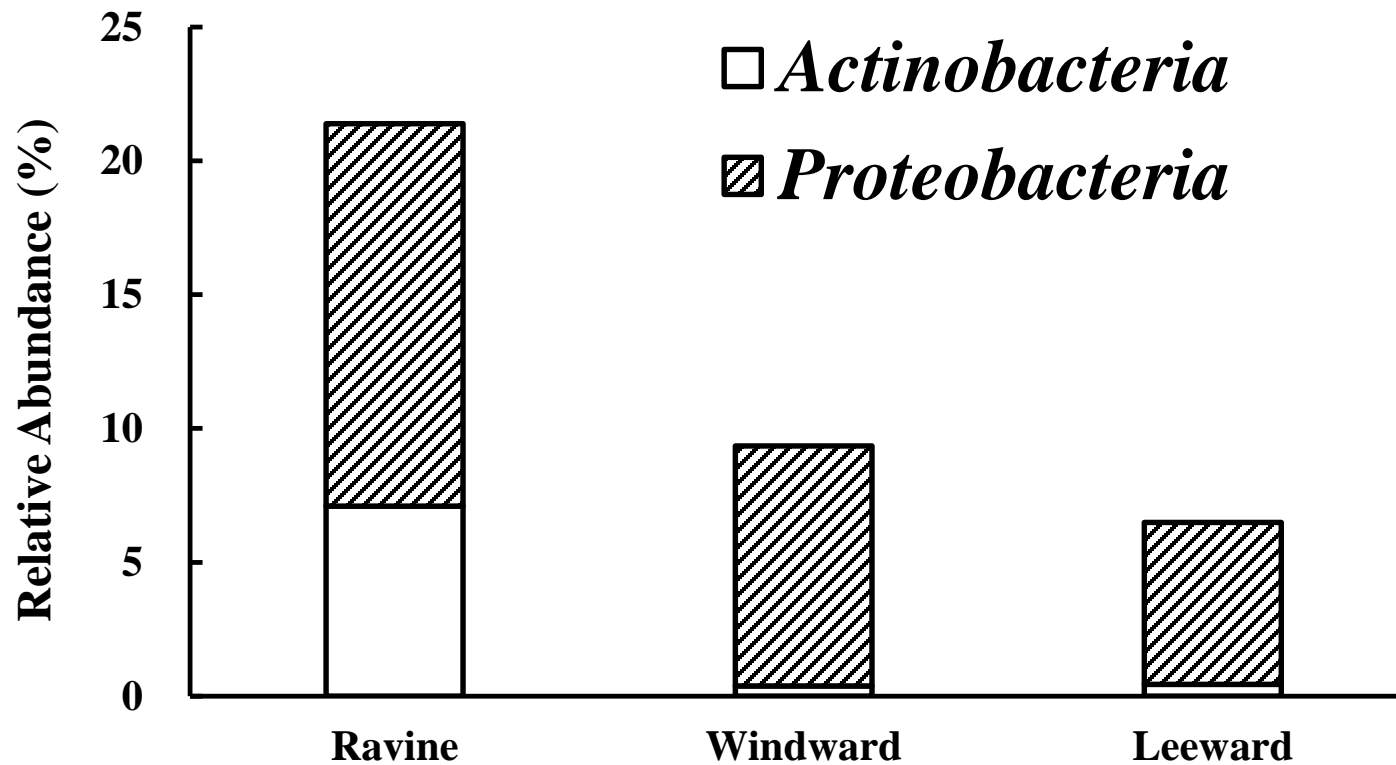 Relative Abundance (%)
25
20
15
10
5
0
Actinobacteria
Proteobacteria
Ravine
Windward
Leeward